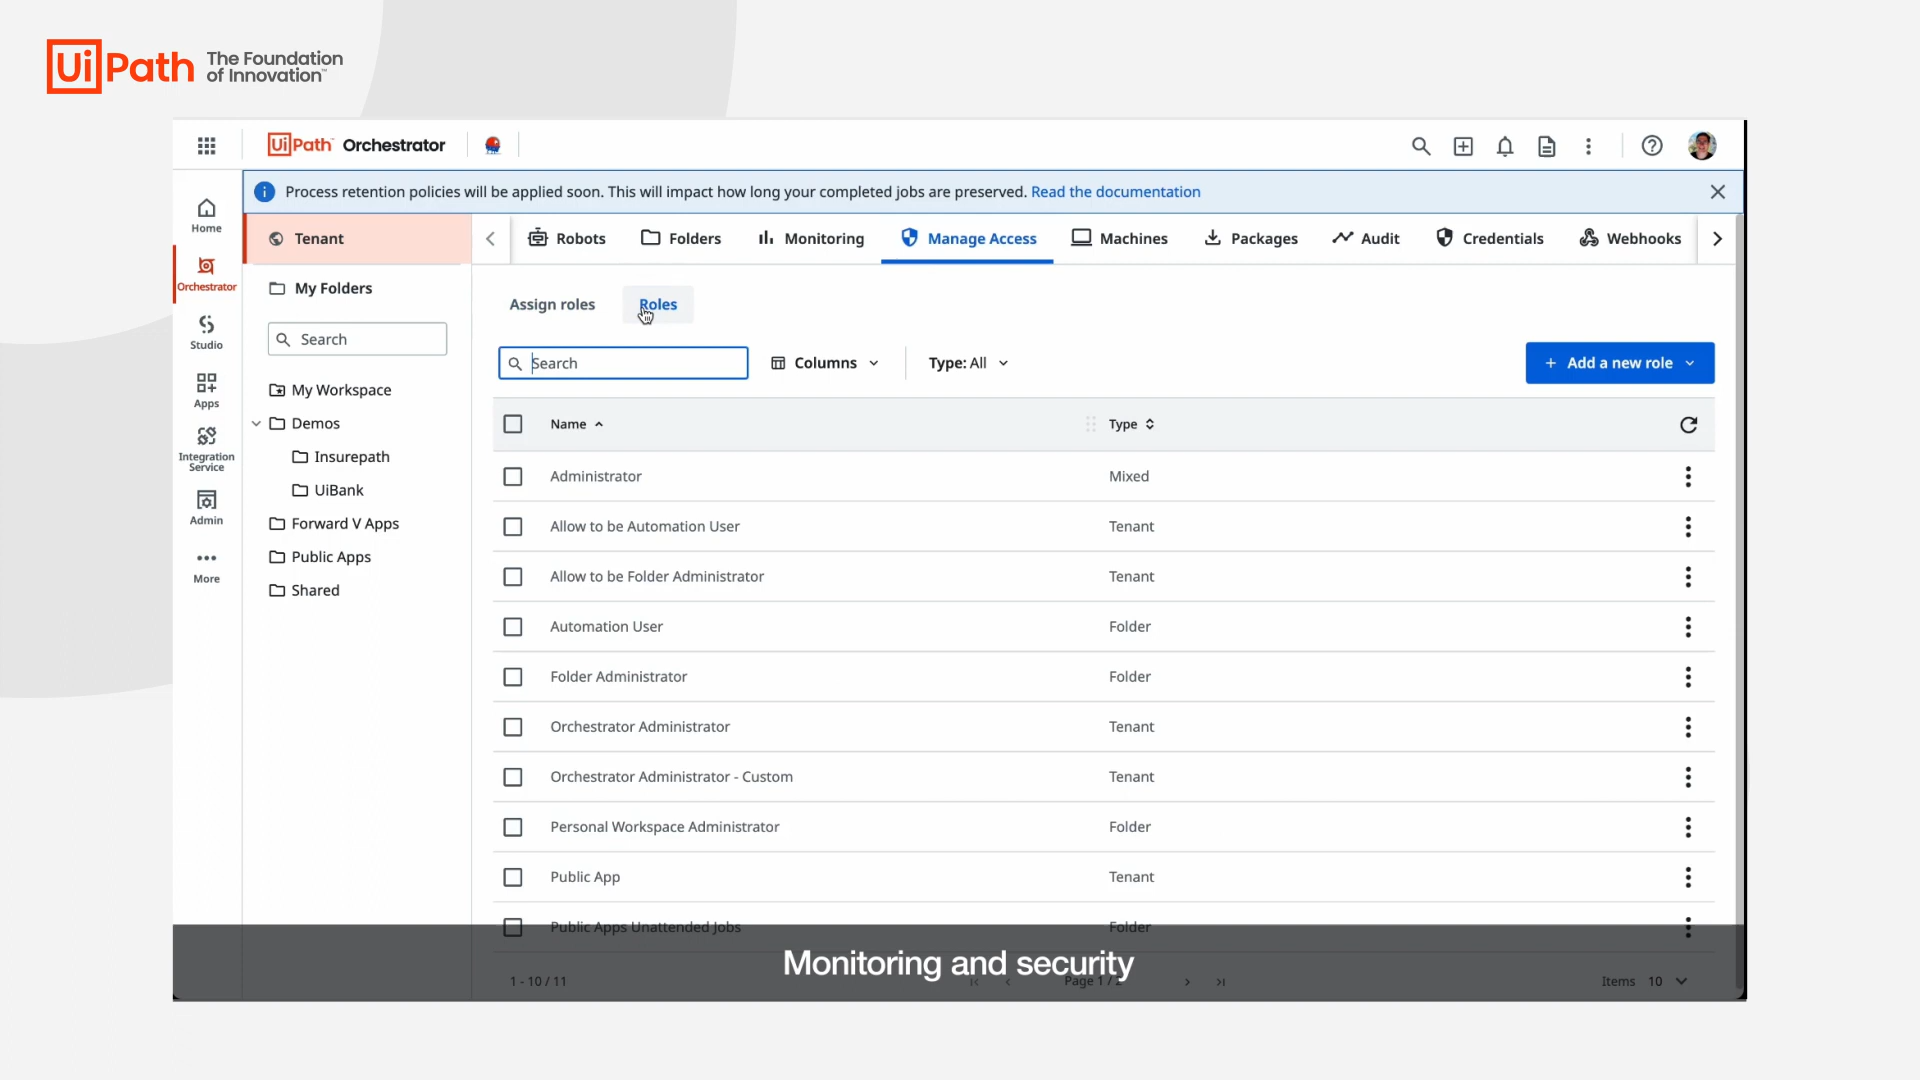 UiPath The Foundation
of Innovation™
UiPath™ Orchestrator
Process retention policies will be applied soon. This will impact how long your completed jobs are preserved. Read the documentation
Home
Orchestrator
Studio
Apps
Integration
Service
Admin
More
Tenant
My Folders
Search
My Workspace
Demos
Insurepath
UiBank
Forward V Apps
Public Apps
Shared
Robots Folders Monitoring Manage Access Machines Packages Audit Credentials Webhooks
Assign roles Roles
Search Columns Type: All + Add a new role
Name Type
Administrator Mixed
Allow to be Automation User Tenant
Allow to be Folder Administrator Tenant
Automation User Folder
Folder Administrator Folder
Orchestrator Administrator Tenant
Orchestrator Administrator - Custom Tenant
Personal Workspace Administrator Folder
Public App Tenant
Public Apps Unattended Jobs Folder
Monitoring and security
1 - 10 / 11 Page 1 / 2 Items 10